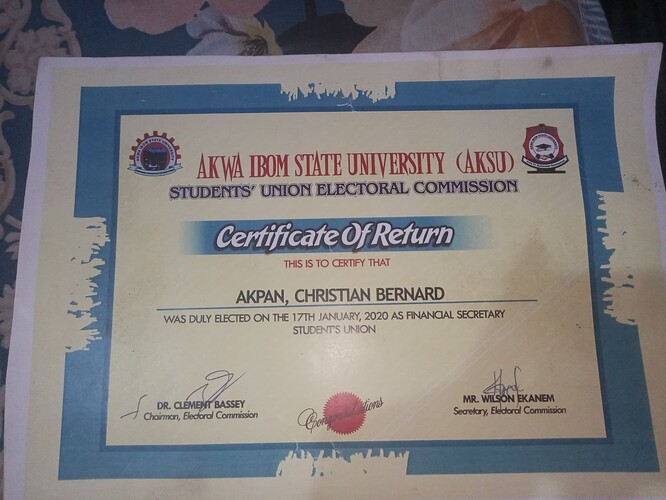 AKWA IBOM STATE UNIVERSITY (AKSU)
STUDENTS' UNION ELECTORAL COMMISSION
Certificate Of Return
THIS IS TO CERTIFY THAT
AKPAN, CHRISTIAN BERNARD
WAS DULY ELECTED ON THE 17TH JANUARY, 2020 AS FINANCIAL SECRETARY
STUDENT'S UNION
DR. CLEMENT BASSEY
Chairman, Electoral Commission
Congratulations
MR. WILSON EKANEM
Secretary, Electoral Commission